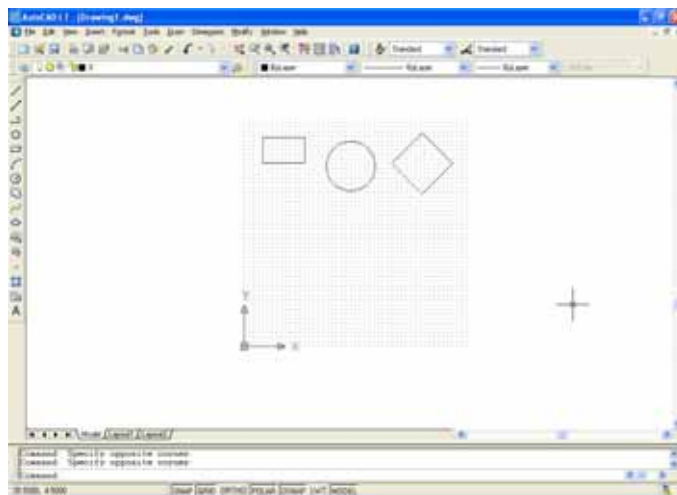 AutoCAD LT - [Drawing1.dwg]
File Edit View Insert Format Tools Draw Dimension Modify Window Help
Standard Standard
0 ByLayer ByLayer ByLayer
Y
X
A
Model Layout1 Layout2
Command: Specify opposite corner:
Command: Specify opposite corner:
Command:
SNAP GRID ORTHO POLAR OSNAP LWT MODEL